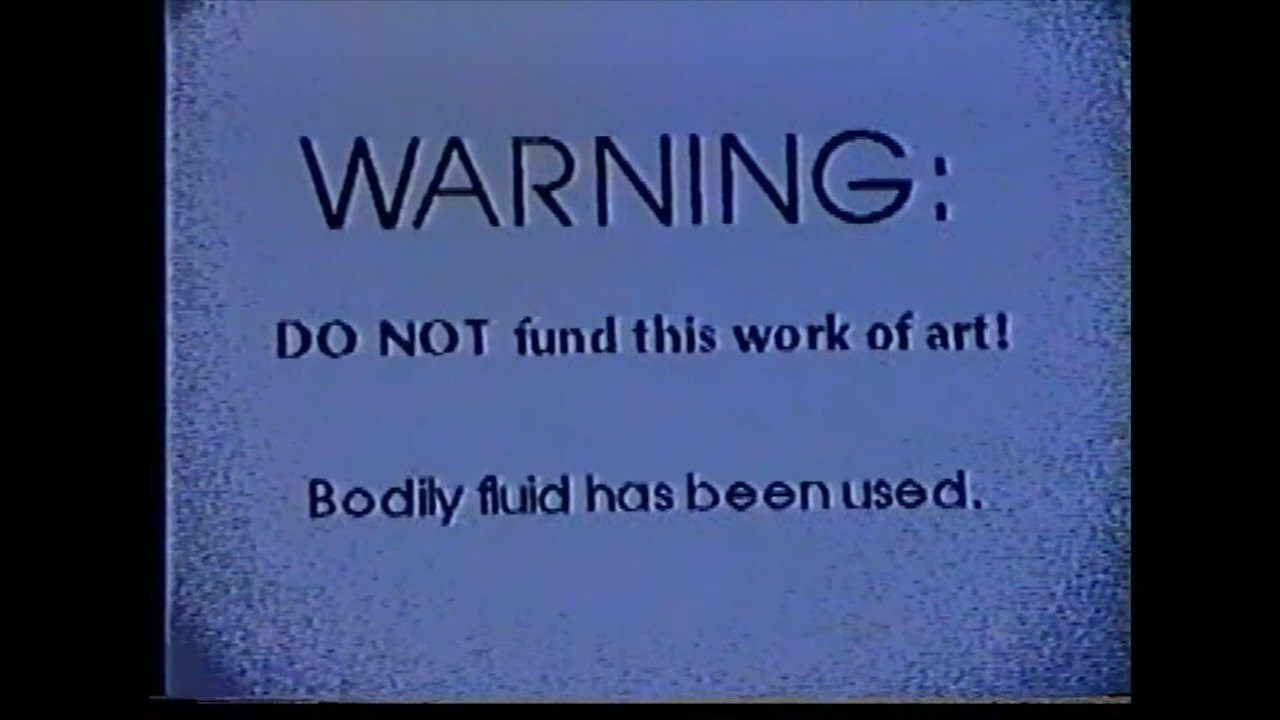 WARNING:
DO NOT fund this work of art!
Bodily fluid has been used.